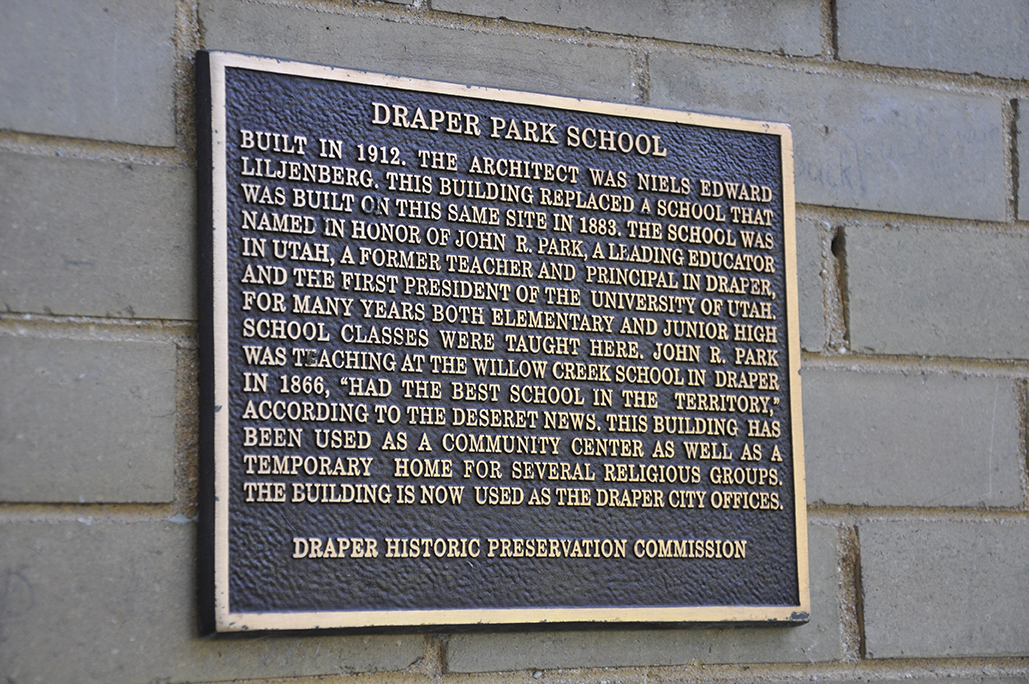 DRAPER PARK SCHOOL
BUILT IN 1912. THE ARCHITECT WAS NIELS EDWARD
LILJENBERG. THIS BUILDING REPLACED A SCHOOL THAT
WAS BUILT ON THIS SAME SITE IN 1883. THE SCHOOL WAS
NAMED IN HONOR OF JOHN R. PARK, A LEADING EDUCATOR
IN UTAH, A FORMER TEACHER AND PRINCIPAL IN DRAPER,
AND THE FIRST PRESIDENT OF THE UNIVERSITY OF UTAH.
FOR MANY YEARS BOTH ELEMENTARY AND JUNIOR HIGH
SCHOOL CLASSES WERE TAUGHT HERE. JOHN R. PARK
WAS TEACHING AT THE WILLOW CREEK SCHOOL IN DRAPER
IN 1866, “HAD THE BEST SCHOOL IN THE TERRITORY,”
ACCORDING TO THE DESERET NEWS. THIS BUILDING HAS
BEEN USED AS A COMMUNITY CENTER AS WELL AS A
TEMPORARY HOME FOR SEVERAL RELIGIOUS GROUPS.
THE BUILDING IS NOW USED AS THE DRAPER CITY OFFICES.
DRAPER HISTORIC PRESERVATION COMMISSION